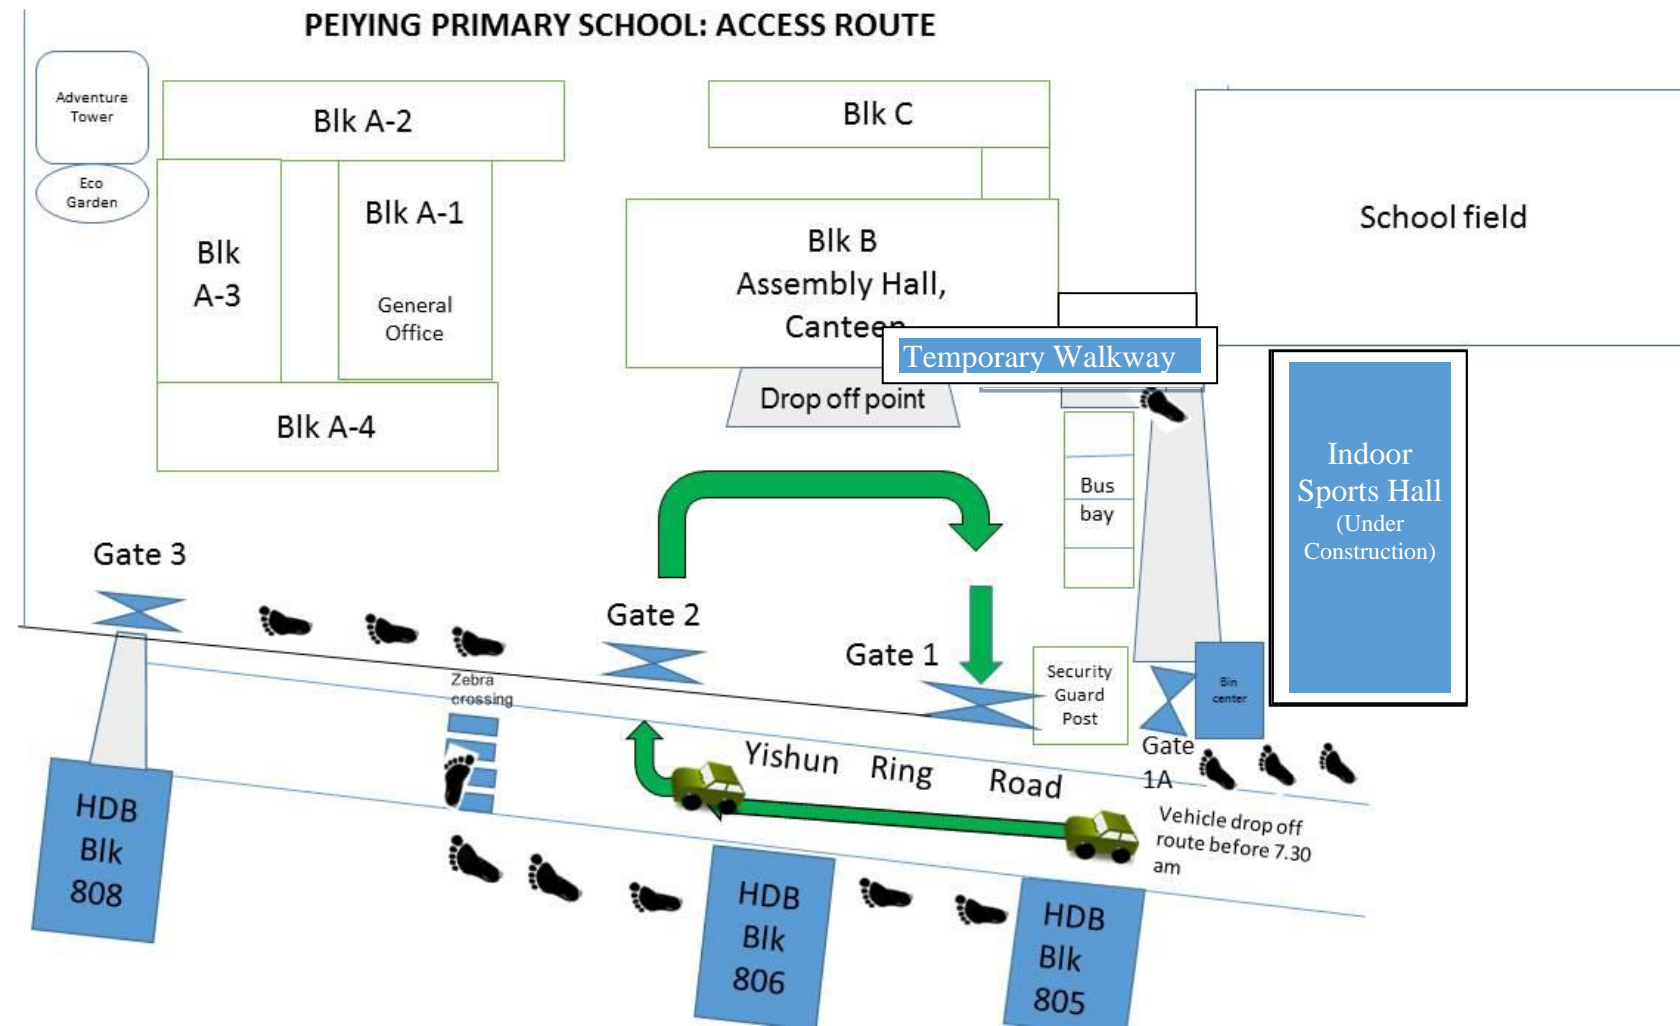 PEIYING PRIMARY SCHOOL: ACCESS ROUTE
Adventure
Tower
Eco
Garden
Blk A-2
Blk
A-3
Blk A-1
General
Office
Blk A-4
Blk C
Blk B
Assembly Hall,
Canteen
Temporary Walkway
Drop off point
School field
Bus
bay
Indoor
Sports Hall
(Under
Construction)
Gate 3
Gate 2
Gate 1
Security
Guard
Post
Bin
center
Gate
1A
Zebra
crossing
Yishun Ring Road
Vehicle drop off
route before 7.30
am
HDB
Blk
808
HDB
Blk
806
HDB
Blk
805